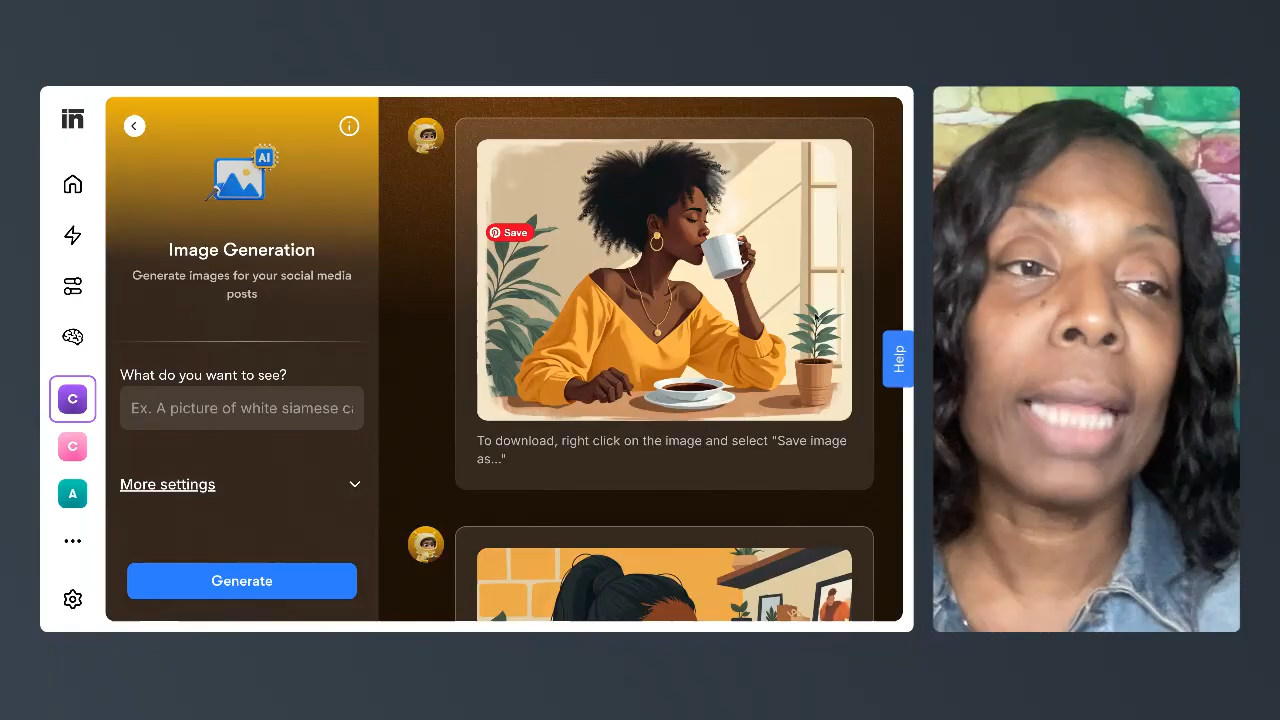 in
AI
Image Generation
Generate images for your social media
posts
What do you want to see?
Ex. A picture of white siamese ca
More settings
Generate
C
C
A
Save
To download, right click on the image and select "Save image
as..."
Help